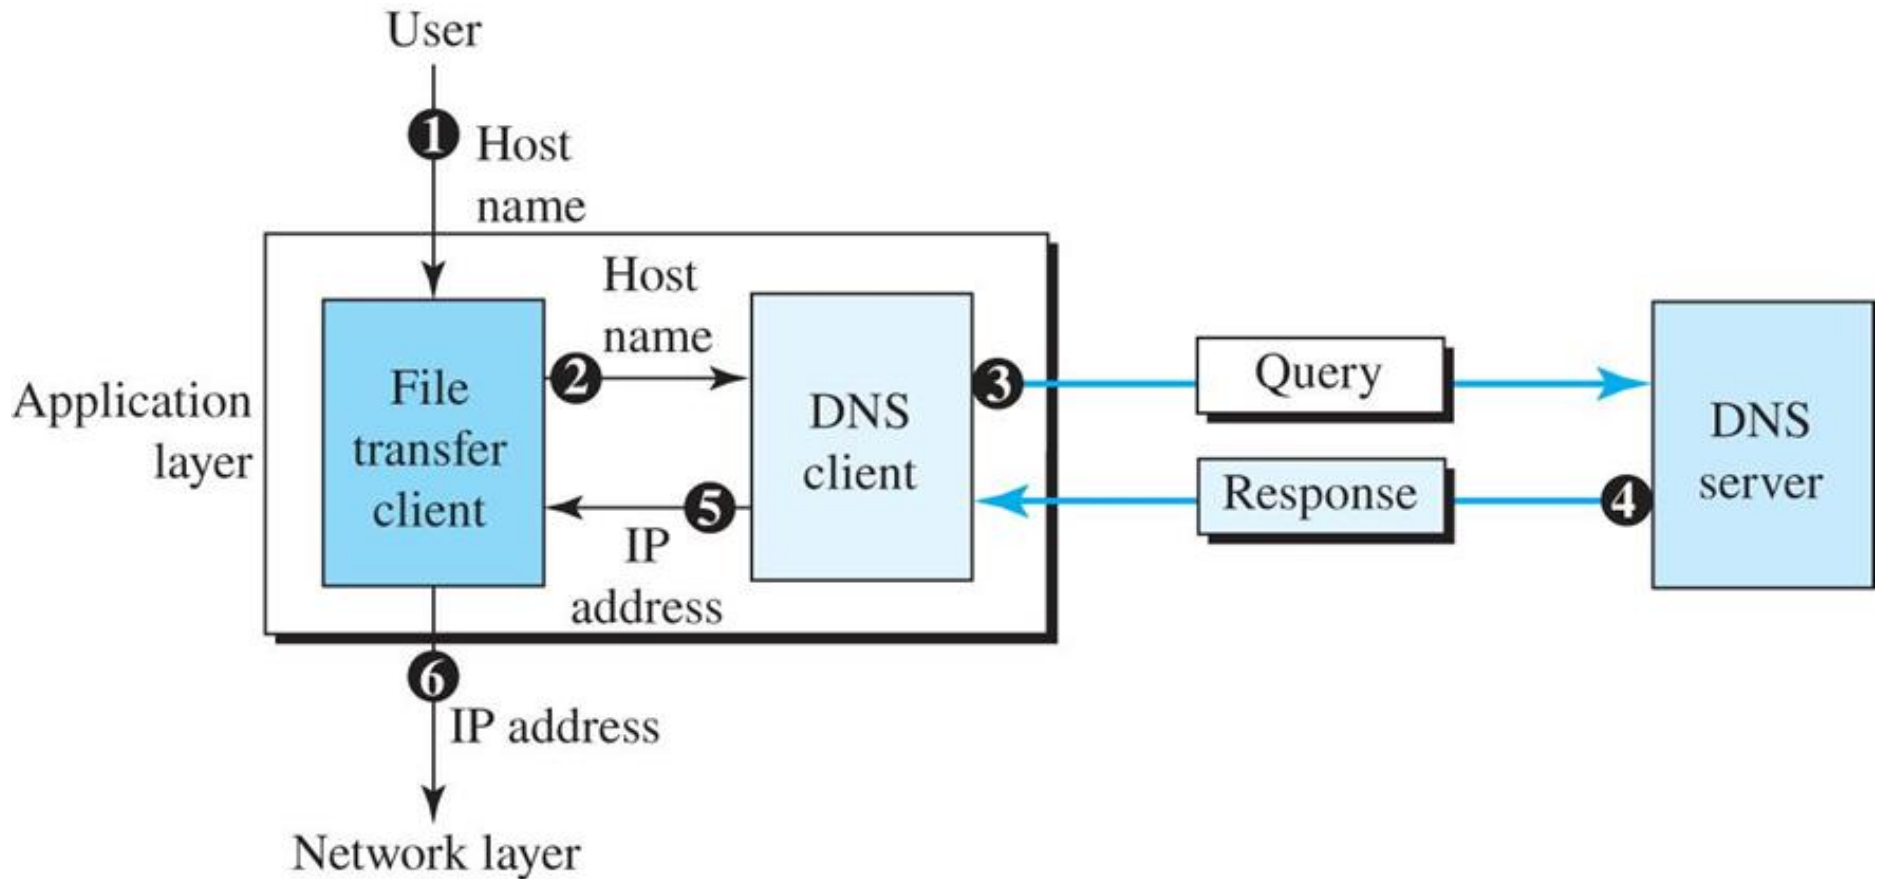 User
1
Host
name
Application
layer
File
transfer
client
2
Host
name
DNS
client
3
Query
DNS
server
4
Response
5
IP
address
6
IP address
Network layer